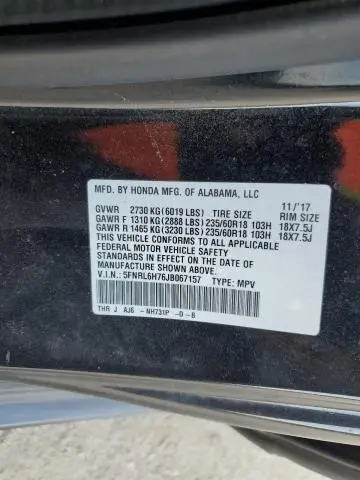 MFD. BY HONDA MFG. OF ALABAMA, LLC
11/'17
GVWR 2730 KG(6019 LBS) TIRE SIZE RIM SIZE
GAWR F 1310 KG(2888 LBS) 235/60R18 103H 18X7.5J
GAWR R 1465 KG(3230 LBS) 235/60R18 103H 18X7.5J
THIS VEHICLE CONFORMS TO ALL APPLICABLE
FEDERAL MOTOR VEHICLE SAFETY AND BUMPER
STANDARDS IN EFFECT ON THE DATE OF
MANUFACTURE SHOWN ABOVE.
V.I.N.: 5FNRL6H76JB067157 TYPE: MPV
THR J AJ6 -NH731P -D -B